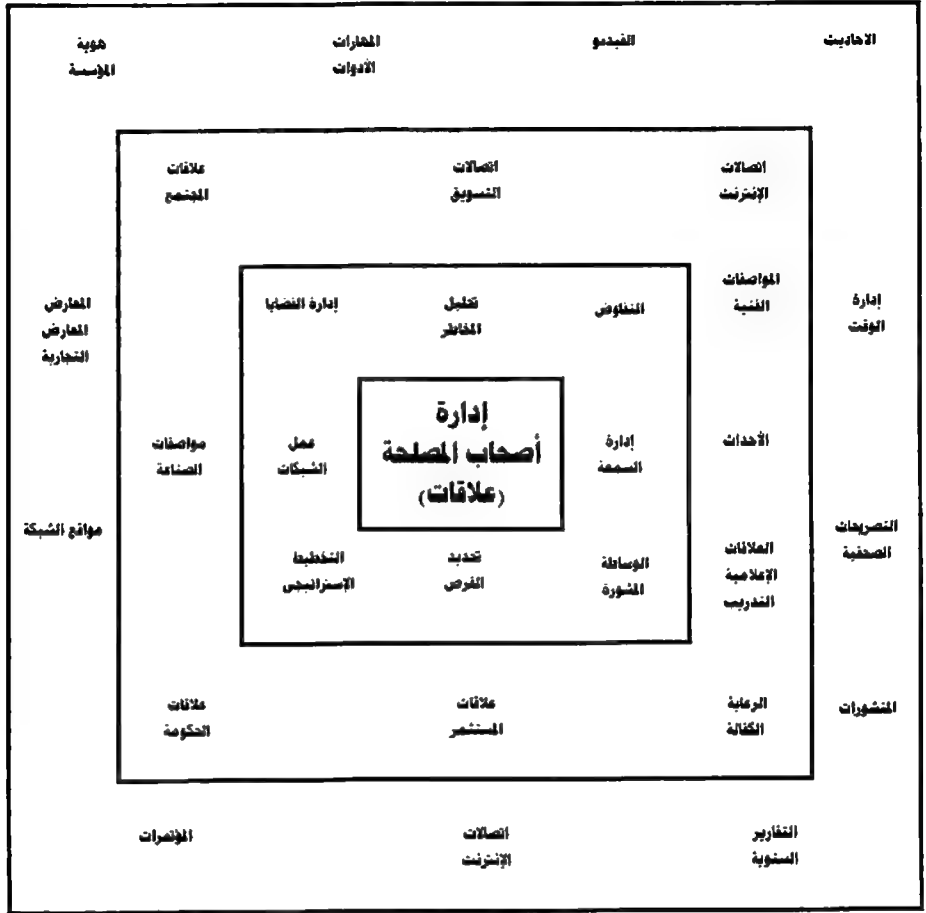 الاحاديث
الفيديو
المهارات
الأدوات
هوية
المؤسسة
اتصالات
الإنترنت
اتصالات
التسويق
علاقات
المجتمع
إدارة
الوقت
المواصفات
الفنية
التفاوض
تحليل
المخاطر
إدارة القضايا
المعارض
المعارض
التجارية
الأحداث
إدارة
السمعة
إدارة
أصحاب المصلحة
(علاقات)
عمل
الشبكات
مواصفات
الصناعة
التصريحات
الصحفية
العلاقات
الإعلامية
التدريب
الوساطة
المشورة
تحديد
الفرص
التخطيط
الإستراتيجى
مواقع الشبكة
المنشورات
الرعاية
الكفالة
علاقات
المستثمر
علاقات
الحكومة
التقارير
السنوية
اتصالات
الإنترنت
المؤتمرات